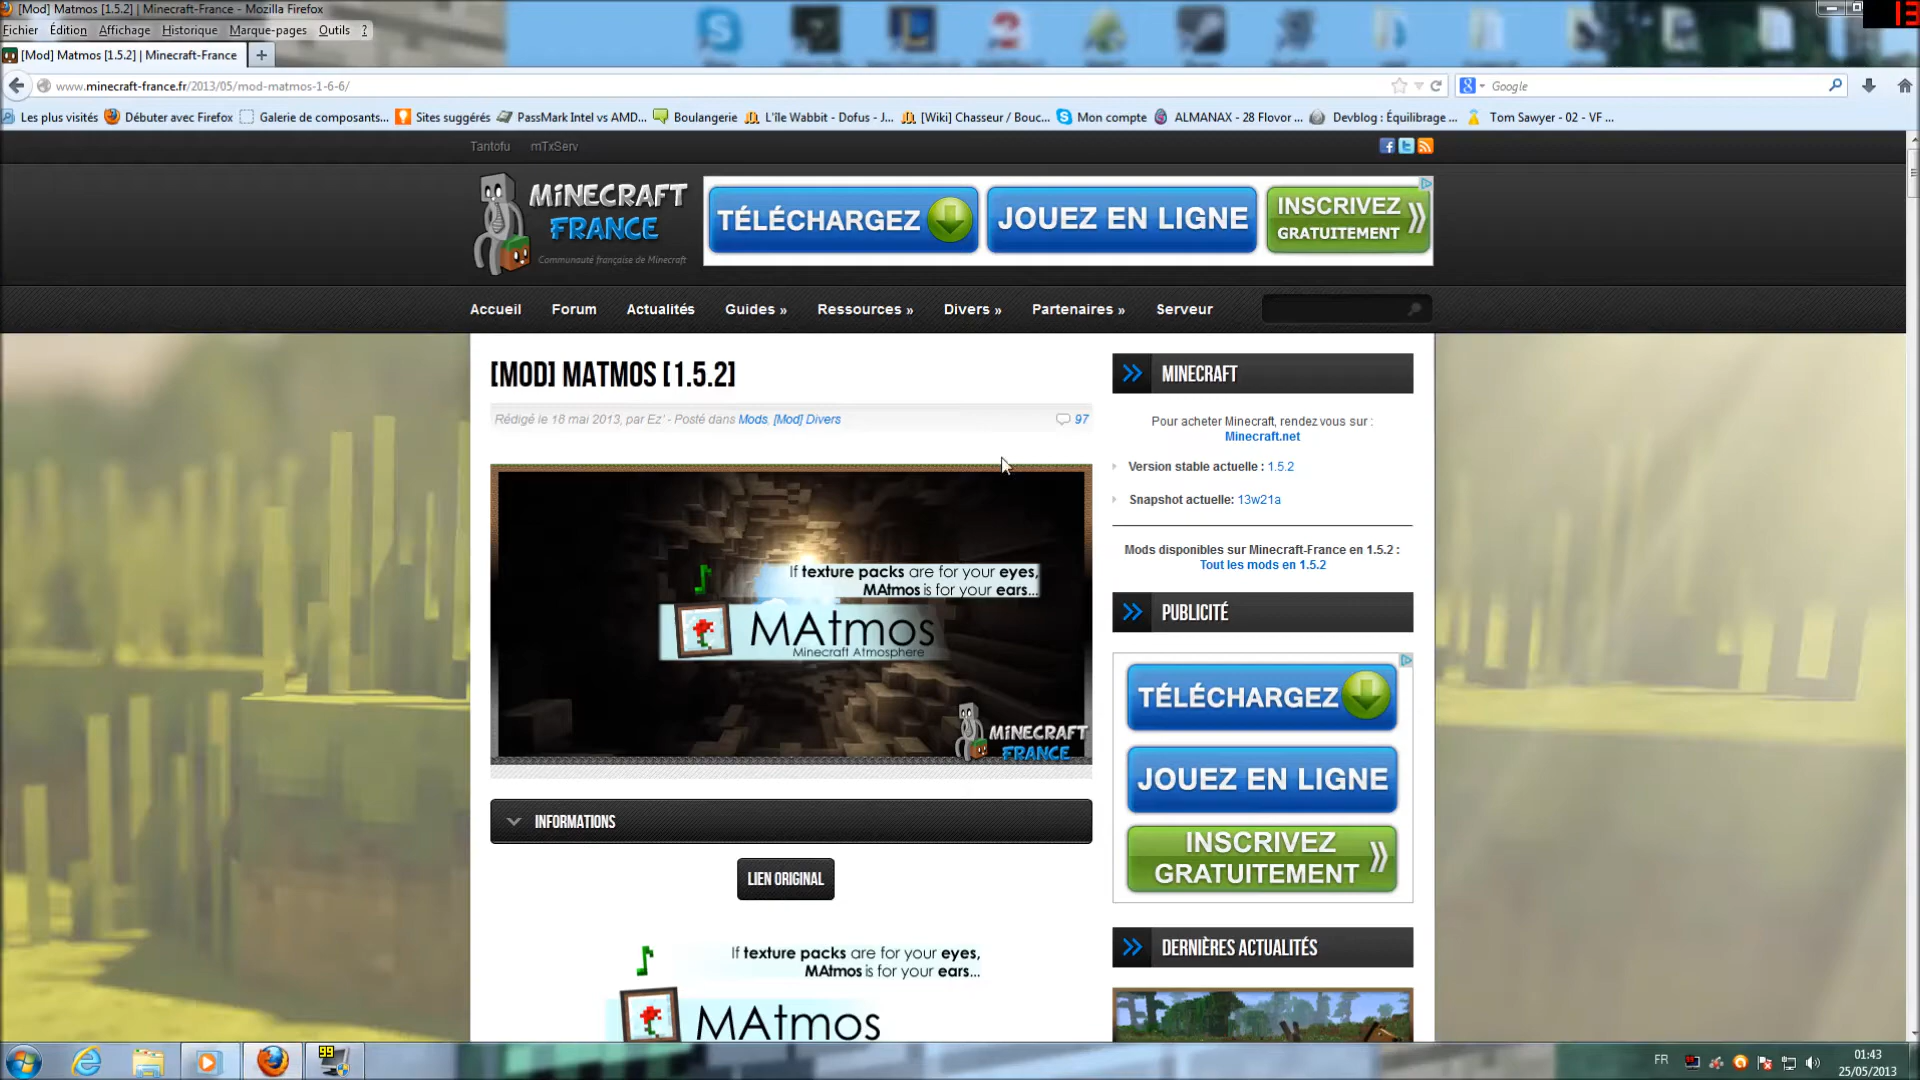 [Mod] Matmos [1.5.2] | Minecraft-France - Mozilla Firefox
13
Fichier Édition Affichage Historique Marque-pages Outils ?
[Mod] Matmos [1.5.2] | Minecraft-France +
www.minecraft-france.fr/2013/05/mod-matmos-1-6-6/
Google
Les plus visités Débuter avec Firefox Galerie de composants... Sites suggérés PassMark Intel vs AMD... Boulangerie L'île Wabbit - Dofus - J... [Wiki] Chasseur / Bouc... Mon compte ALMANAX - 28 Flovor ... Devblog : Équilibrage ... Tom Sawyer - 02 - VF ...
Tantofu mTxServ
MINECRAFT
FRANCE
Communauté française de Minecraft
TÉLÉCHARGEZ JOUEZ EN LIGNE INSCRIVEZ
GRATUITEMENT
Accueil Forum Actualités Guides » Ressources » Divers » Partenaires » Serveur
[MOD] MATMOS [1.5.2]
Rédigé le 18 mai 2013, par Ez' - Posté dans Mods, [Mod] Divers
97
If texture packs are for your eyes,
MAtmos is for your ears...
MAtmos
Minecraft Atmosphere
MINECRAFT
FRANCE
INFORMATIONS
LIEN ORIGINAL
If texture packs are for your eyes,
MAtmos is for your ears...
MAtmos
MINECRAFT
Pour acheter Minecraft, rendez vous sur :
Minecraft.net
Version stable actuelle : 1.5.2
Snapshot actuelle: 13w21a
Mods disponibles sur Minecraft-France en 1.5.2 :
Tout les mods en 1.5.2
PUBLICITÉ
TÉLÉCHARGEZ
JOUEZ EN LIGNE
INSCRIVEZ
GRATUITEMENT
DERNIÈRES ACTUALITÉS
99
FR
01:43
25/05/2013